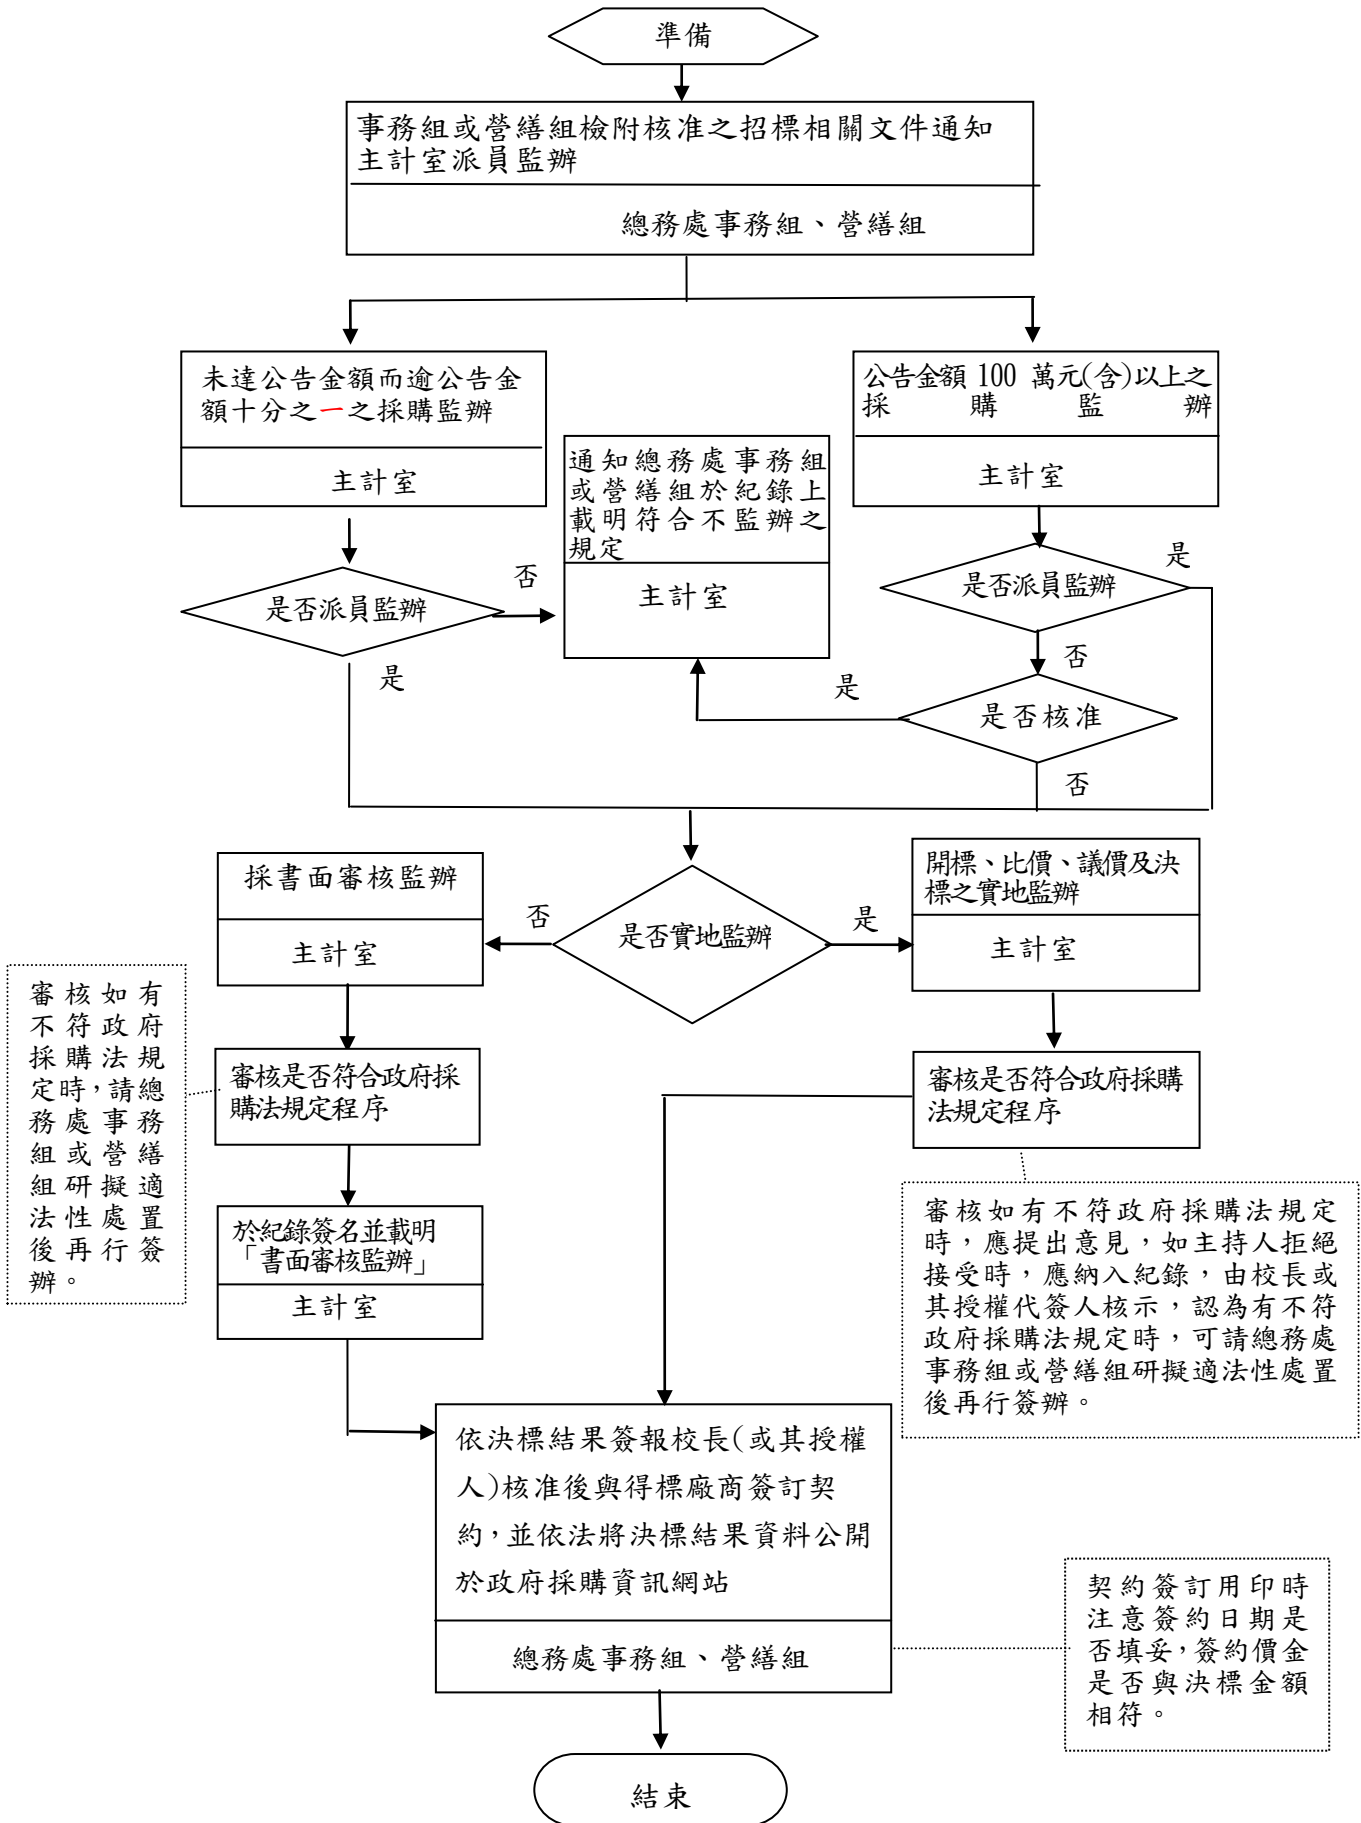 準備
事務組或營繕組檢附核准之招標相關文件通知
主計室派員監辦
總務處事務組、營繕組
未達公告金額而逾公告金
額十分之一之採購監辦
主計室
公告金額 100 萬元(含)以上之
採購監辦
主計室
通知總務處事務組
或營繕組於紀錄上
載明符合不監辦之
規定
主計室
是否派員監辦
否
是
是否派員監辦
是
否
是否核准
是
否
採書面審核監辦
主計室
是否實地監辦
否
是
開標、比價、議價及決
標之實地監辦
主計室
審核如有
不符政府
採購法規
定時,請總
務處事務
組或營繕
組研擬適
法性處置
後再行簽
辦。
審核是否符合政府採
購法規定程序
審核是否符合政府採購
法規定程序
於紀錄簽名並載明
「書面審核監辦」
主計室
審核如有不符政府採購法規定
時，應提出意見，如主持人拒絕
接受時，應納入紀錄，由校長或
其授權代簽人核示，認為有不符
政府採購法規定時，可請總務處
事務組或營繕組研擬適法性處置
後再行簽辦。
依決標結果簽報校長(或其授權
人)核准後與得標廠商簽訂契
約,並依法將決標結果資料公開
於政府採購資訊網站
總務處事務組、營繕組
契約簽訂用印時
注意簽約日期是
否填妥,簽約價金
是否與決標金額
相符。
結束